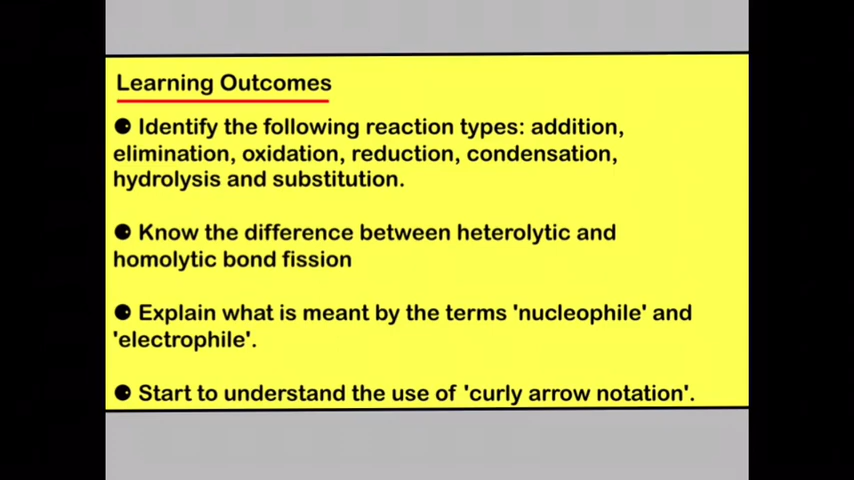 Learning Outcomes
● Identify the following reaction types: addition,
elimination, oxidation, reduction, condensation,
hydrolysis and substitution.
● Know the difference between heterolytic and
homolytic bond fission
● Explain what is meant by the terms 'nucleophile' and
'electrophile'.
● Start to understand the use of 'curly arrow notation'.